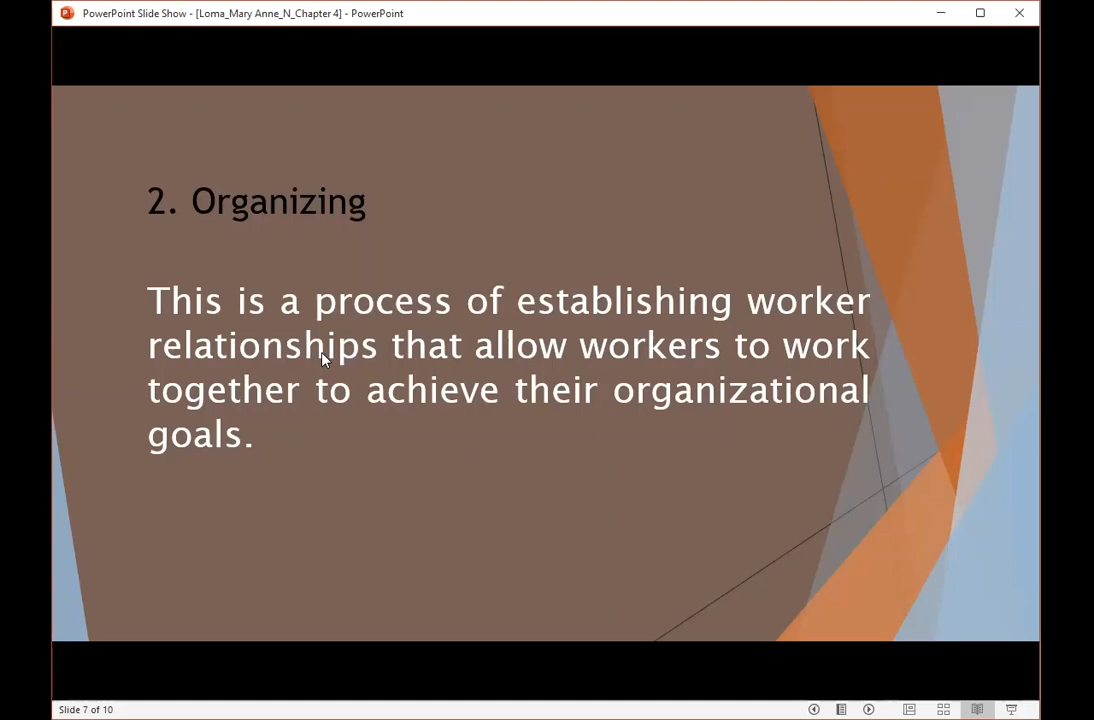 PowerPoint Slide Show - [Loma_Mary Anne_N_Chapter 4] - PowerPoint
2. Organizing
This is a process of establishing worker
relationships that allow workers to work
together to achieve their organizational
goals.
Slide 7 of 10